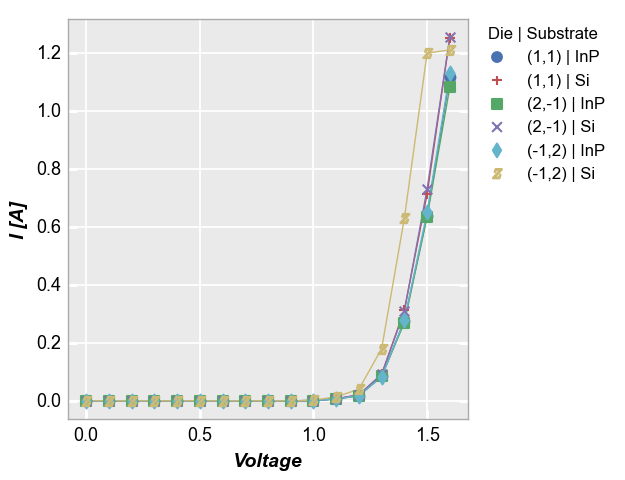 Die | Substrate
(1,1) | InP
(1,1) | Si
(2,-1) | InP
(2,-1) | Si
(-1,2) | InP
(-1,2) | Si
1.2
1.0
0.8
0.6
0.4
0.2
0.0
I [A]
0.0 0.5 1.0 1.5
Voltage